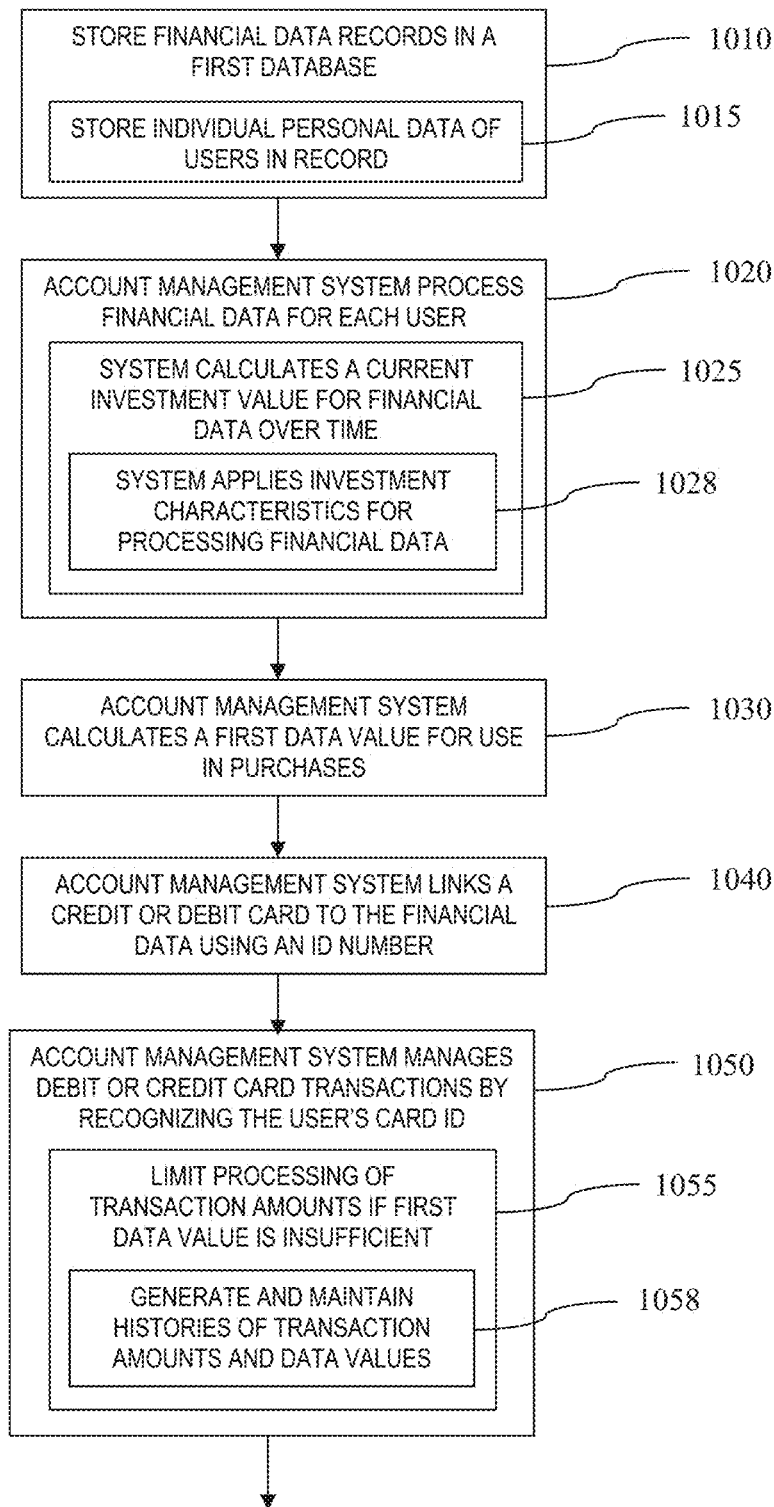 STORE FINANCIAL DATA RECORDS IN A
FIRST DATABASE
1010
STORE INDIVIDUAL PERSONAL DATA OF
USERS IN RECORD
1015
ACCOUNT MANAGEMENT SYSTEM PROCESS
FINANCIAL DATA FOR EACH USER
1020
SYSTEM CALCULATES A CURRENT
INVESTMENT VALUE FOR FINANCIAL
DATA OVER TIME
1025
SYSTEM APPLIES INVESTMENT
CHARACTERISTICS FOR
PROCESSING FINANCIAL DATA
1028
ACCOUNT MANAGEMENT SYSTEM
CALCULATES A FIRST DATA VALUE FOR USE
IN PURCHASES
1030
ACCOUNT MANAGEMENT SYSTEM LINKS A
CREDIT OR DEBIT CARD TO THE FINANCIAL
DATA USING AN ID NUMBER
1040
ACCOUNT MANAGEMENT SYSTEM MANAGES
DEBIT OR CREDIT CARD TRANSACTIONS BY
RECOGNIZING THE USER'S CARD ID
1050
LIMIT PROCESSING OF
TRANSACTION AMOUNTS IF FIRST
DATA VALUE IS INSUFFICIENT
1055
GENERATE AND MAINTAIN
HISTORIES OF TRANSACTION
AMOUNTS AND DATA VALUES
1058